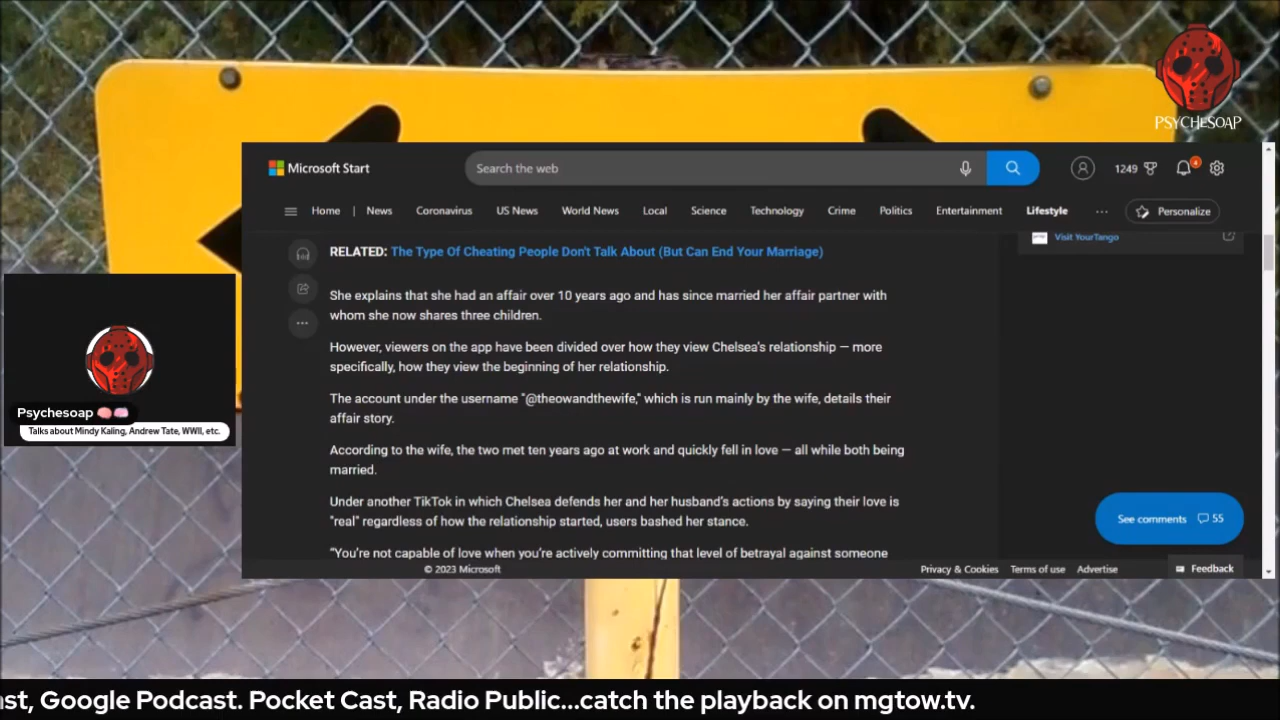 PSYCHESOAP
Microsoft Start
Search the web
1249
4
Home
News
Coronavirus
US News
World News
Local
Science
Technology
Crime
Politics
Entertainment
Lifestyle
Personalize
Visit YourTango
RELATED: The Type Of Cheating People Don't Talk About (But Can End Your Marriage)
She explains that she had an affair over 10 years ago and has since married her affair partner with
whom she now shares three children.
However, viewers on the app have been divided over how they view Chelsea's relationship — more
specifically, how they view the beginning of her relationship.
The account under the username "@theowandthewife," which is run mainly by the wife, details their
affair story.
According to the wife, the two met ten years ago at work and quickly fell in love — all while both being
married.
Under another TikTok in which Chelsea defends her and her husband's actions by saying their love is
"real" regardless of how the relationship started, users bashed her stance.
“You're not capable of love when you're actively committing that level of betrayal against someone
See comments 55
© 2023 Microsoft
Privacy & Cookies
Terms of use
Advertise
Feedback
Psychesoap
Talks about Mindy Kaling, Andrew Tate, WWII, etc.
ast, Google Podcast. Pocket Cast, Radio Public...catch the playback on mgtow.tv.